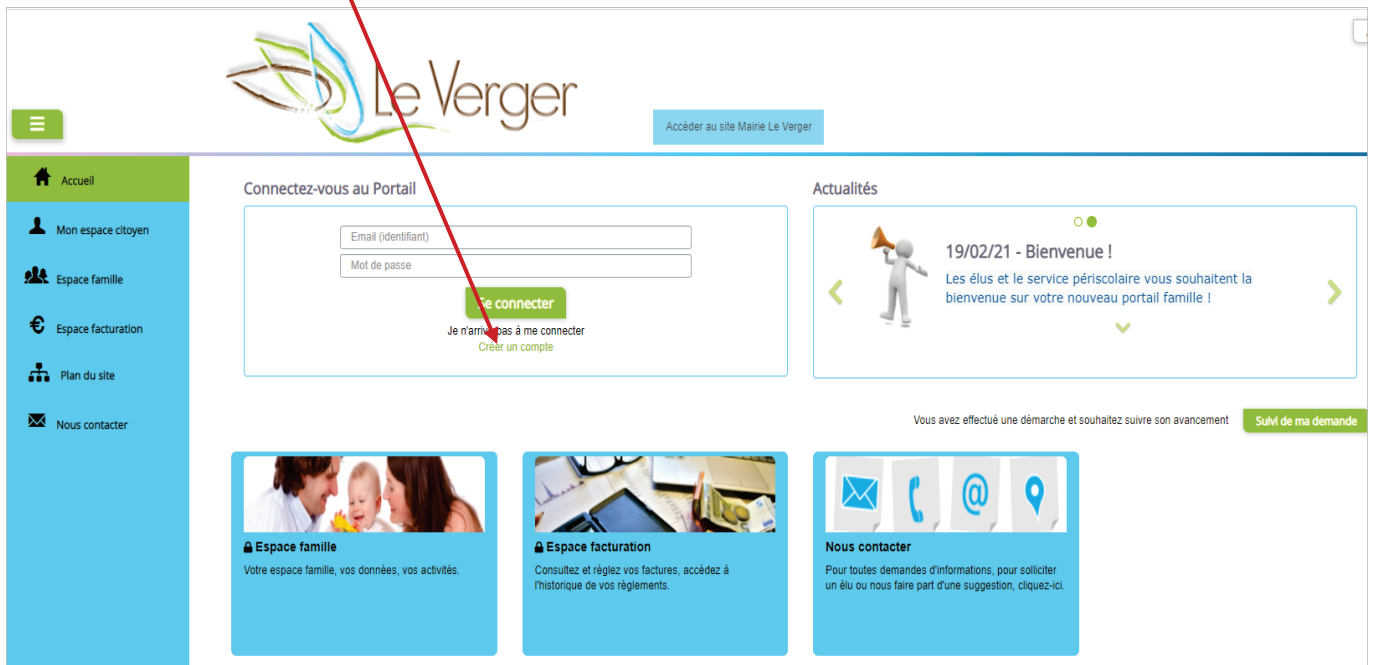 Le Verger
Accéder au site Mairie Le Verger
Accueil
Mon espace citoyen
Espace famille
Espace facturation
Plan du site
Nous contacter
Connectez-vous au Portail
Email (identifiant)
Mot de passe
Se connecter
Je n'arrive pas à me connecter
Créer un compte
Actualités
19/02/21 - Bienvenue !
Les élus et le service périscolaire vous souhaitent la
bienvenue sur votre nouveau portail famille !
Vous avez effectué une démarche et souhaitez suivre son avancement
Suivi de ma demande
Espace famille
Votre espace famille, vos données, vos activités.
Espace facturation
Consultez et réglez vos factures, accédez à
l'historique de vos règlements.
Nous contacter
Pour toutes demandes d'informations, pour solliciter
un élu ou nous faire part d'une suggestion, cliquez-ici.